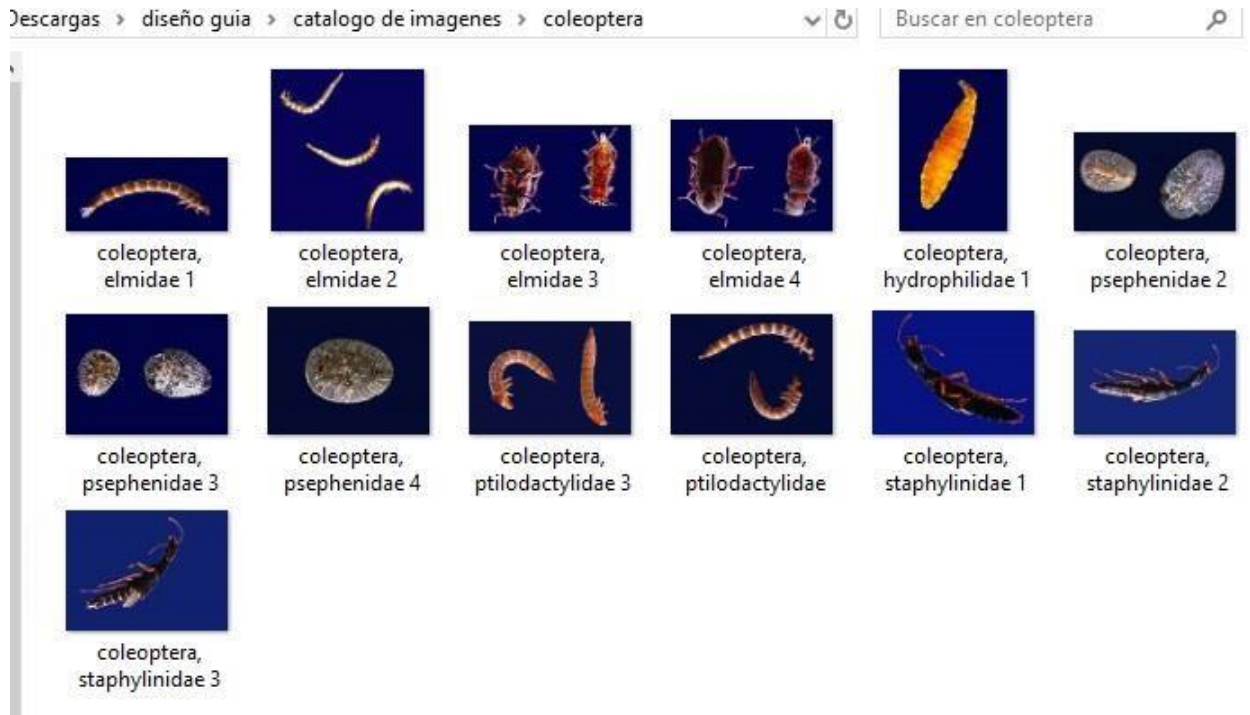 Descargas > diseño guia > catalogo de imagenes > coleoptera
Buscar en coleoptera
coleoptera,
elmidae 1
coleoptera,
elmidae 2
coleoptera,
elmidae 3
coleoptera,
elmidae 4
coleoptera,
hydrophilidae 1
coleoptera,
psephenidae 2
coleoptera,
psephenidae 3
coleoptera,
psephenidae 4
coleoptera,
ptilodactylidae 3
coleoptera,
ptilodactylidae
coleoptera,
staphylinidae 1
coleoptera,
staphylinidae 2
coleoptera,
staphylinidae 3